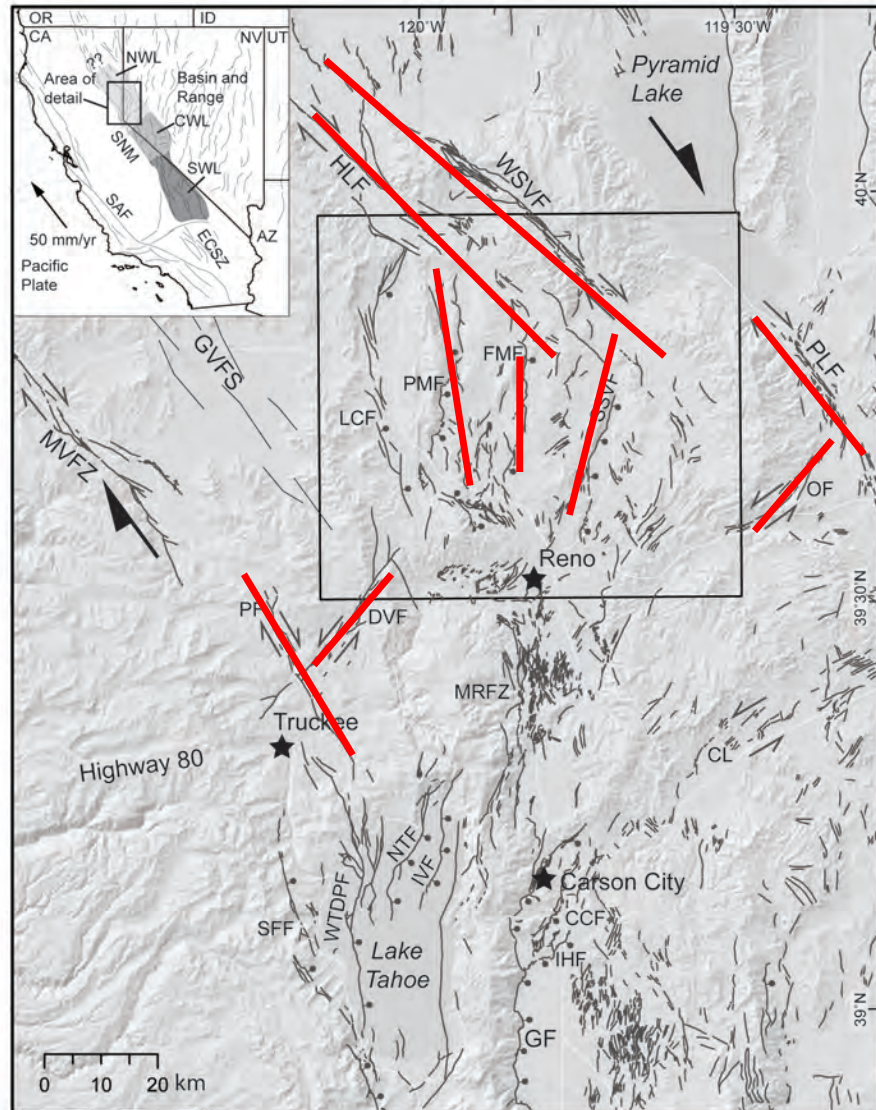 OR
ID
CA
NV
UT
NWL
??
Area of
detail
Basin and
Range
CWL
SNM
SWL
SAF
ECSZ
AZ
50 mm/yr
Pacific
Plate
120°W
119°30'W
Pyramid
Lake
40°N
HLF
WSVF
GVFS
MVFZ
PMF
FMF
LCF
PLF
OF
Reno
39°30'N
DVF
MRFZ
Truckee
Highway 80
CL
NTF
IVF
WTDPF
SFF
Carson City
CCF
IHF
Lake
Tahoe
GF
39°N
0 10 20 km